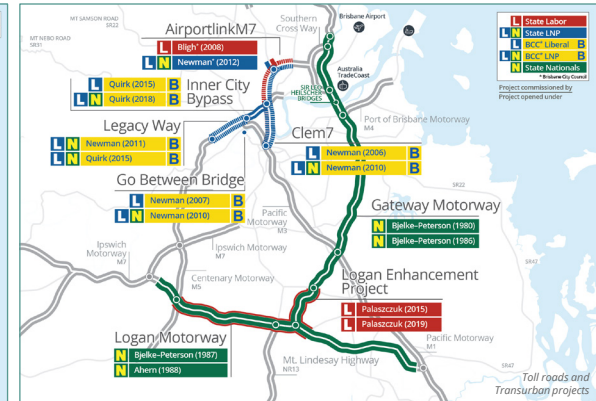 MT SAMSON ROAD
SR22
MT NEBO ROAD
SR31
AirportlinkM7
L Bligh* (2008)
L N Newman* (2012)
Southern
Cross Way
Brisbane Airport
Australia
TradeCoast
L State Labor
L N State LNP
L BCC* Liberal B
L N BCC* LNP B
N State Nationals
* Brisbane City Council
Project commissioned by
Project opened under
L Quirk (2015) B
L N Quirk (2018) B
Inner City
Bypass
SIR LEO
HIELSCHER
BRIDGES
Port of Brisbane Motorway
M4
Legacy Way
L N Newman (2011) B
L N Quirk (2015) B
Clem7
L Newman (2006) B
L N Newman (2010) B
Go Between Bridge
L Newman (2007) B
L N Newman (2010) B
SR22
Gateway Motorway
N Bjelke–Peterson (1980)
N Bjelke–Peterson (1986)
Pacific
Motorway
M3
Ipswich
Motorway
M7
Ipswich Motorway
M7
SR47
Centenary Motorway
M5
Logan Enhancement
Project
L Palaszczuk (2015)
L Palaszczuk (2019)
Logan Motorway
N Bjelke–Peterson (1987)
N Ahern (1988)
Pacific Motorway
M1
Mt. Lindesay Highway
NR13
SR47
Toll roads and
Transurban projects